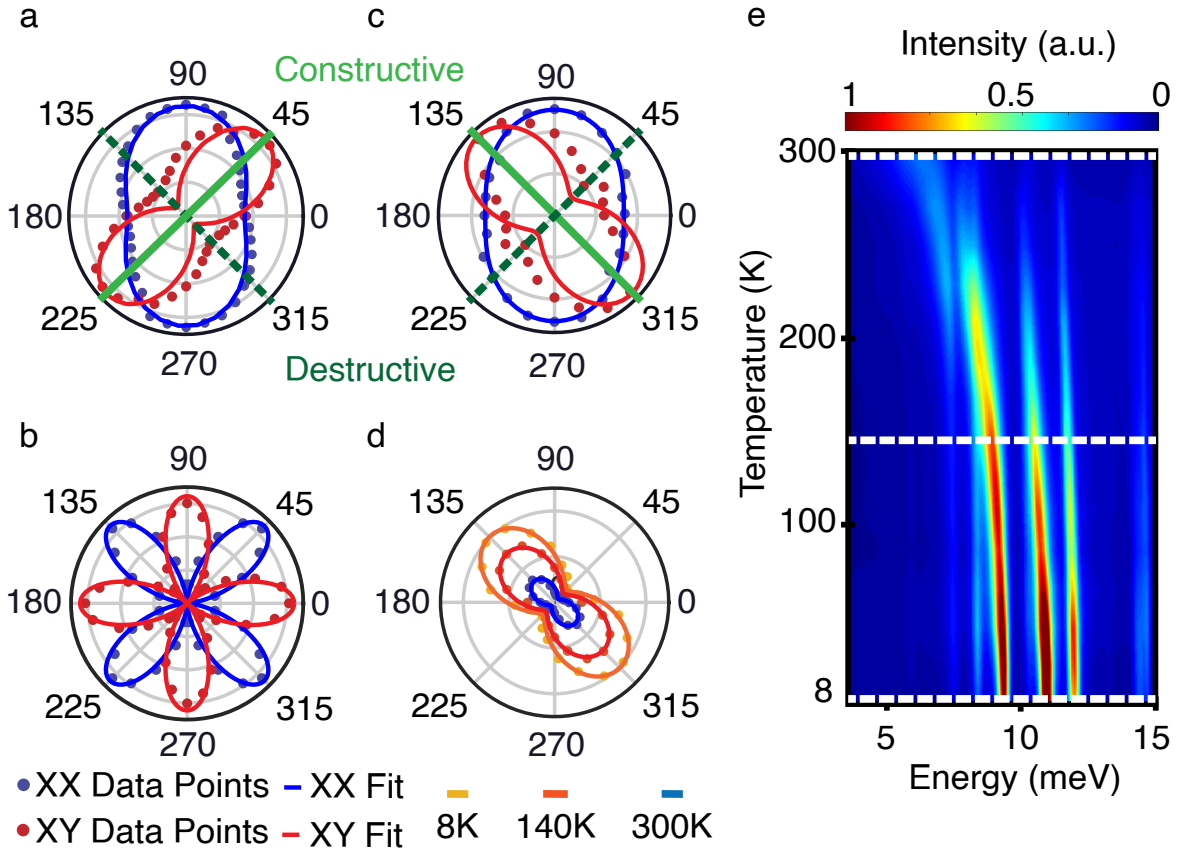 a
90
135
45
180
0
225
315
270
Constructive
Destructive
c
90
135
45
180
0
225
315
270
b
90
135
45
180
0
225
315
270
d
90
135
45
180
0
225
315
270
XX Data Points
XX Fit
XY Data Points
XY Fit
8K
140K
300K
e
Intensity (a.u.)
1
0.5
0
300
200
100
8
Temperature (K)
5
10
15
Energy (meV)